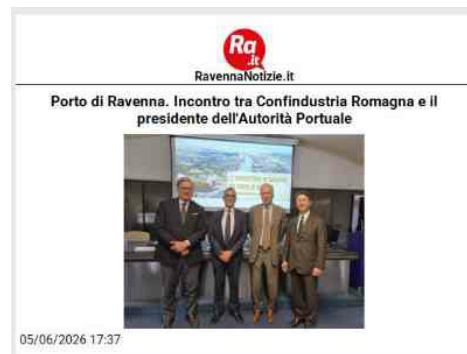 Ra
.it
RavennaNotizie.it
Porto di Ravenna. Incontro tra Confindustria Romagna e il
presidente dell'Autorità Portuale
05/06/2026 17:37